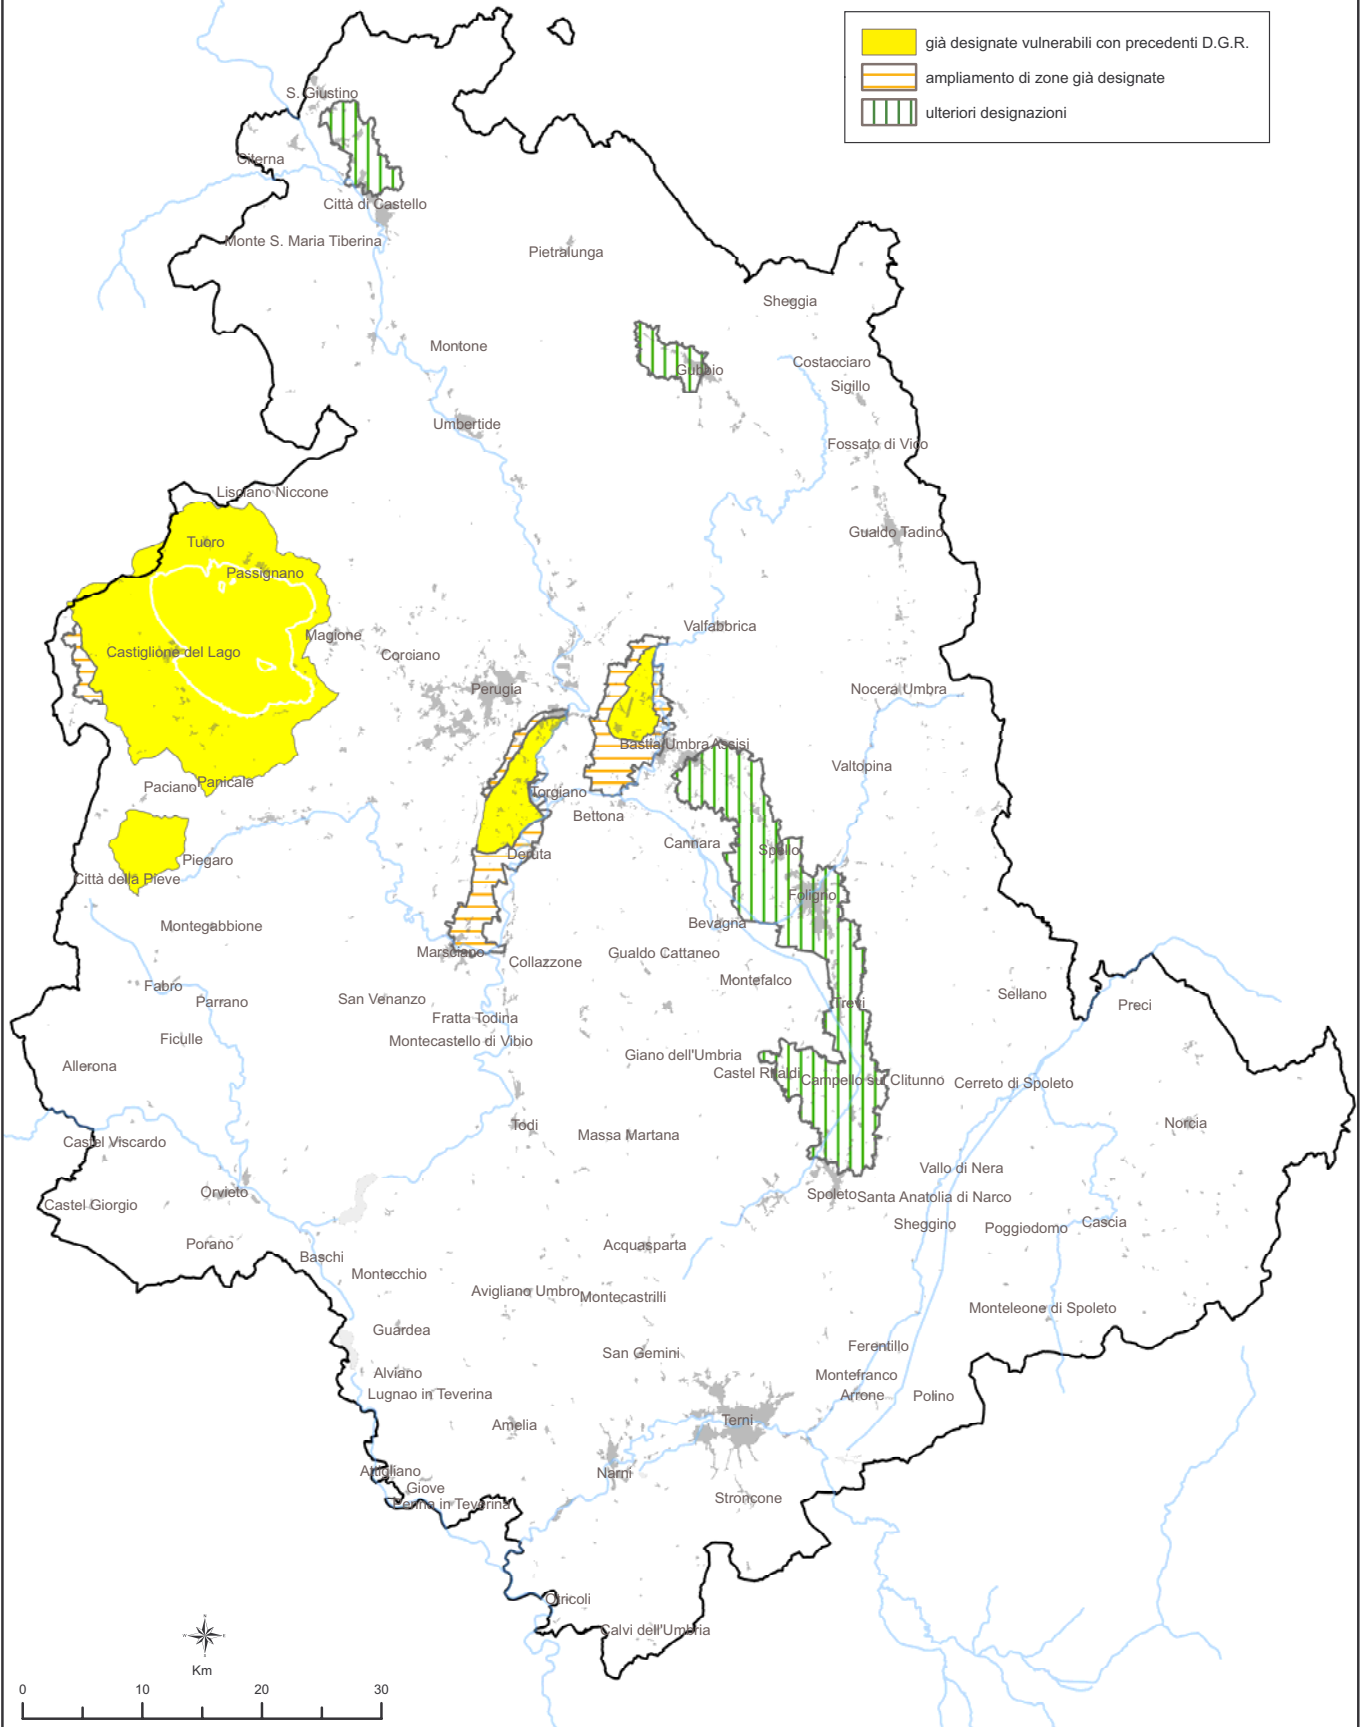 già designate vulnerabili con precedenti D.G.R.
ampliamento di zone già designate
ulteriori designazioni
S. Giustino
Citerna
Città di Castello
Monte S. Maria Tiberina
Pietralunga
Sheggia
Montone
Costacciaro
Gubbio
Sigillo
Umbertide
Fossato di Vico
Lisciano Niccone
Gualdo Tadino
Tuoro
Passignano
Valfabbrica
Magione
Castiglione del Lago
Corciano
Perugia
Nocera Umbra
Bastia Umbra
Assisi
Valtopina
Paciano
Panicale
Torgiano
Bettona
Cannara
Spello
Deruta
Piegaro
Città della Pieve
Foligno
Montegabbione
Bevagna
Marsciano
Collazzone
Gualdo Cattaneo
Montefalco
Fabro
Parrano
San Venanzo
Sellano
Preci
Trevi
Fratta Todina
Ficulle
Montecastello di Vibio
Giano dell'Umbria
Allerona
Castel Ritaldi
Campello sul Clitunno
Cerreto di Spoleto
Todi
Massa Martana
Norcia
Castel Viscardo
Vallo di Nera
Orvieto
Spoleto
Santa Anatolia di Narco
Castel Giorgio
Sheggino
Poggiodomo
Cascia
Porano
Baschi
Acquasparta
Montecchio
Avigliano Umbro
Montecastrilli
Monteleone di Spoleto
Guardea
San Gemini
Ferentillo
Alviano
Montefranco
Lugnao in Teverina
Arrone
Polino
Amelia
Terni
Attigliano
Narni
Giove
Penna in Teverina
Stroncone
Otricoli
Calvi dell'Umbria
Km
0 10 20 30